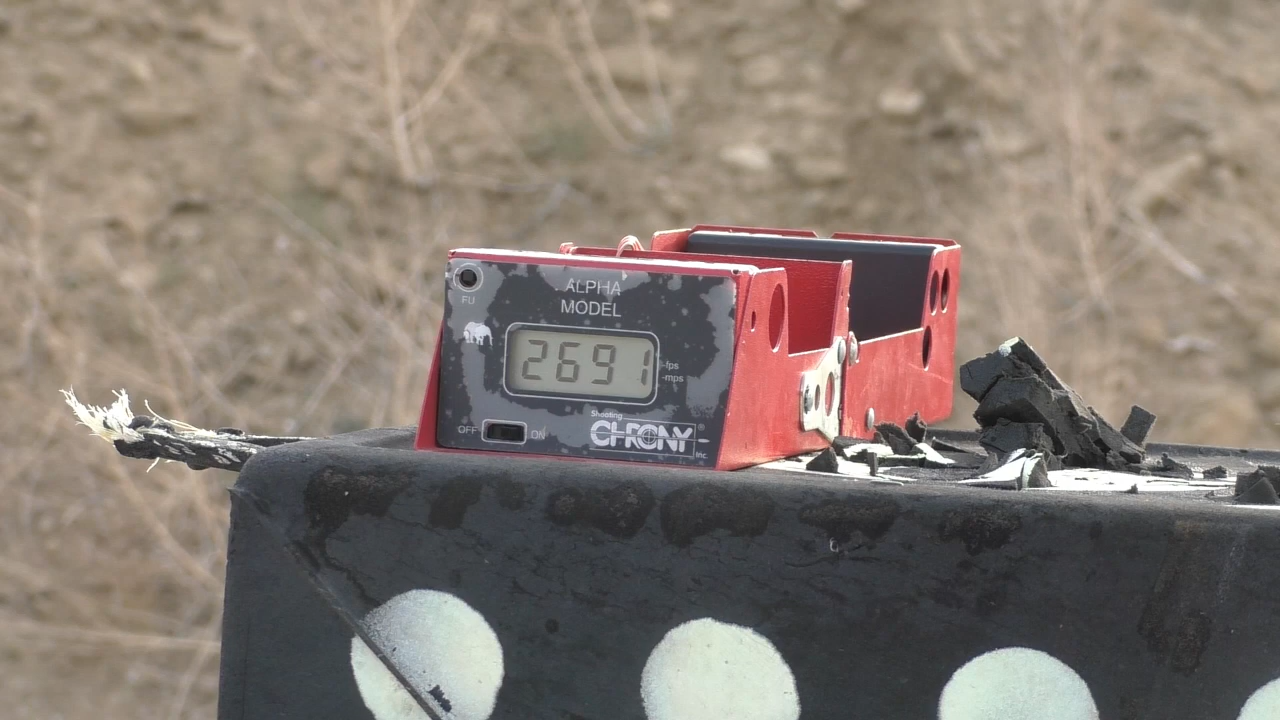 FU
ALPHA
MODEL
2691
-fps
-mps
OFF
ON
Shooting
CHRONY®
Inc.